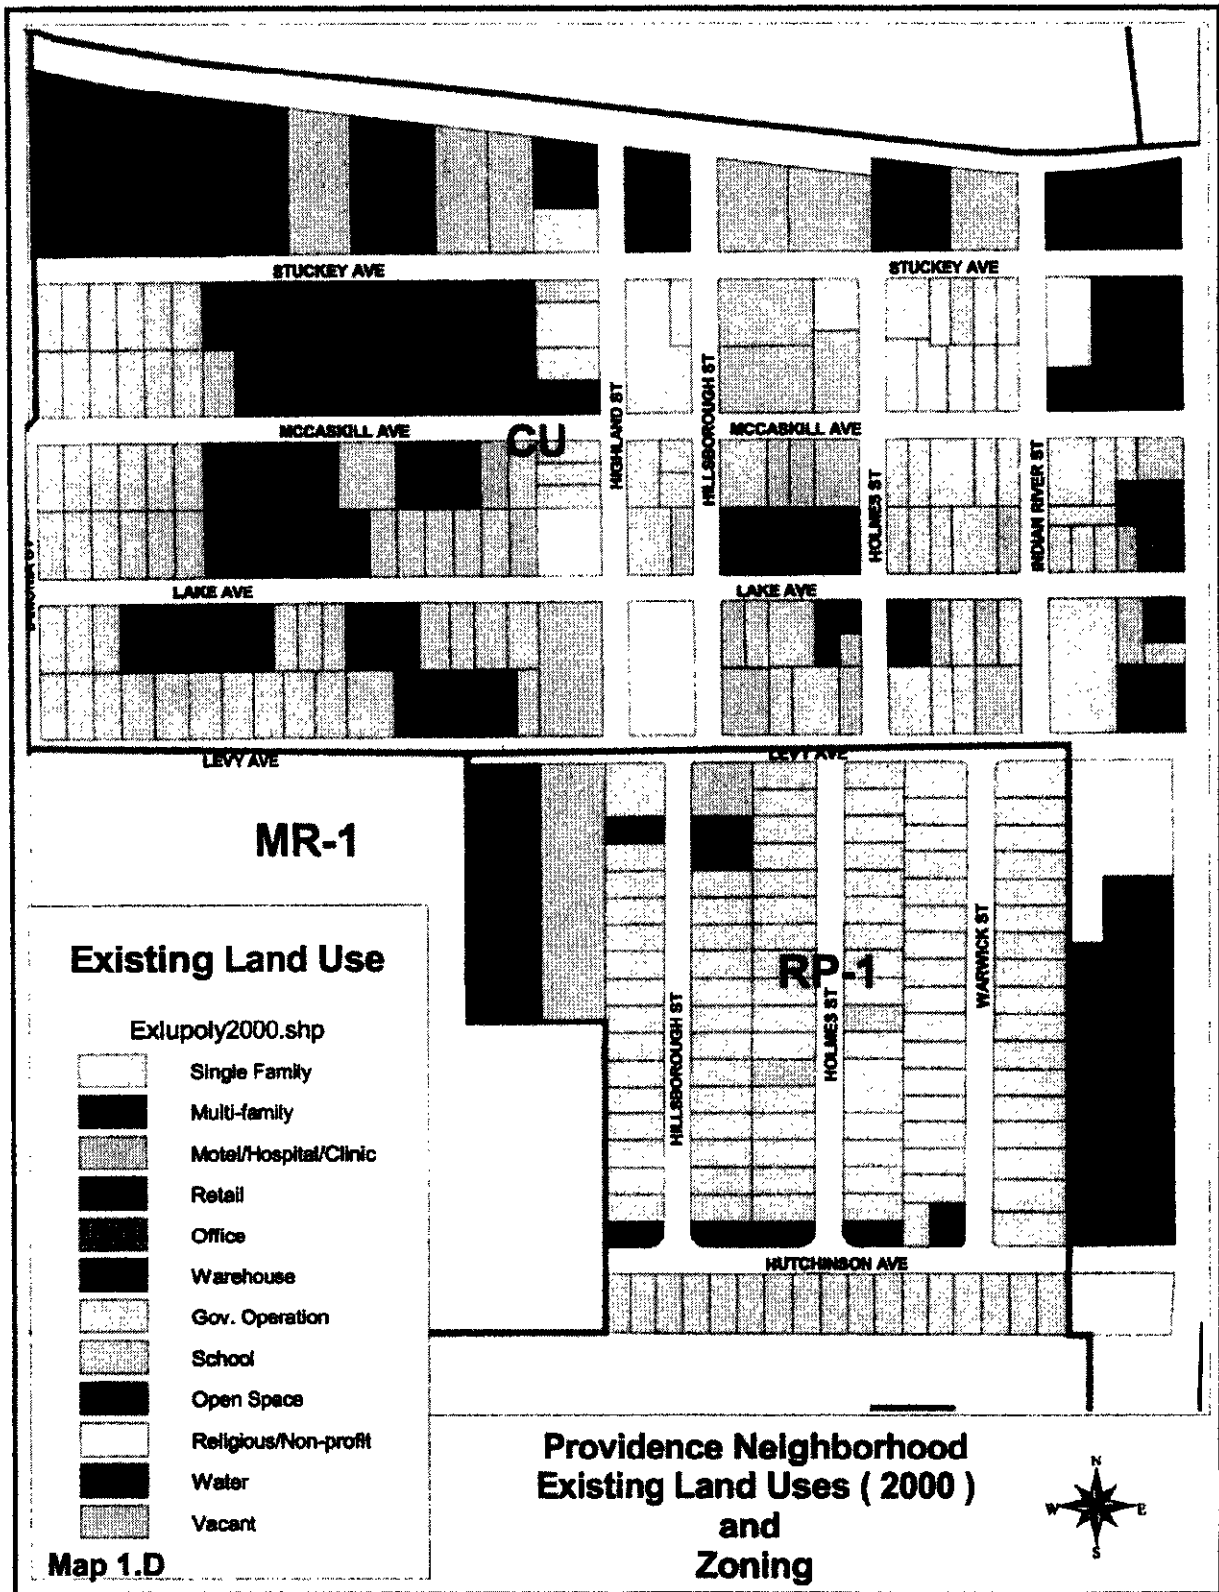 STUCKEY AVE
STUCKEY AVE
HIGHLAND ST
HILLSBOROUGH ST
MCCASKILL AVE
CU
MCCASKILL AVE
HOLMES ST
INDIAN RIVER ST
LAKE AVE
LAKE AVE
LEVY AVE
LEVY AVE
MR-1
RP-1
WARWICK ST
HOLMES ST
HILLSBOROUGH ST
HUTCHINSON AVE
Existing Land Use
Exlupoly2000.shp
Single Family
Multi-family
Motel/Hospital/Clinic
Retail
Office
Warehouse
Gov. Operation
School
Open Space
Religious/Non-profit
Water
Vacant
Map 1.D
Providence Neighborhood
Existing Land Uses ( 2000 )
and
Zoning
N
W E
S